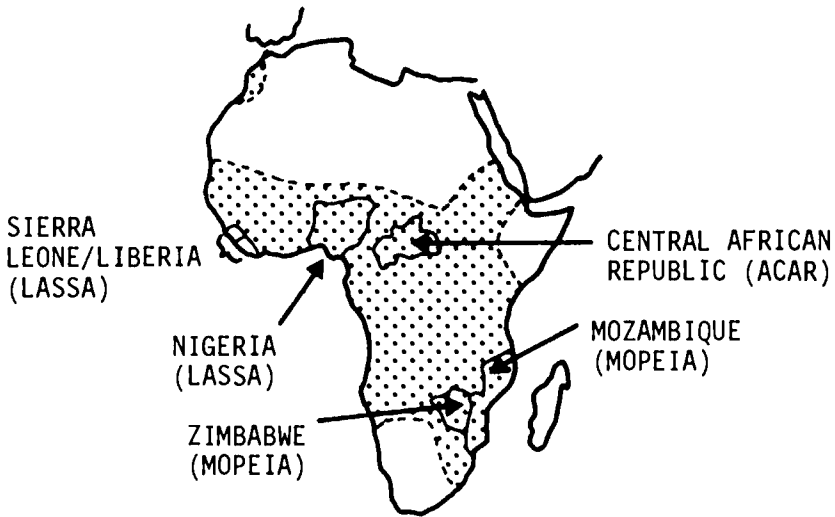 SIERRA
LEONE/LIBERIA
(LASSA)
CENTRAL AFRICAN
REPUBLIC (ACAR)
NIGERIA
(LASSA)
MOZAMBIQUE
(MOPEIA)
ZIMBABWE
(MOPEIA)